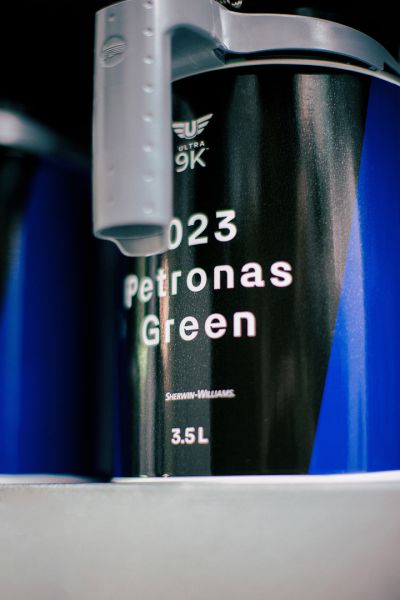 ULTRA
9K
023
Petronas
Green
SHERWIN-WILLIAMS.
3.5L